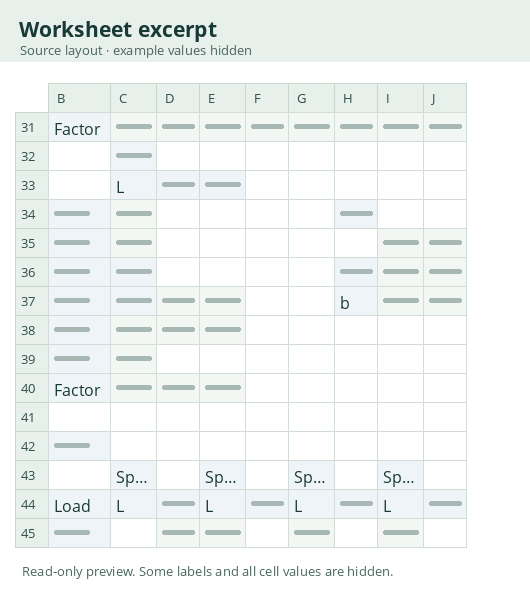 Worksheet excerpt
Source layout · example values hidden
B C D E F G H I J
31 Factor
32
33 L
34
35
36
37 b
38
39
40 Factor
41
42
43 Sp... Sp... Sp... Sp...
44 Load L L L L
45
Read-only preview. Some labels and all cell values are hidden.